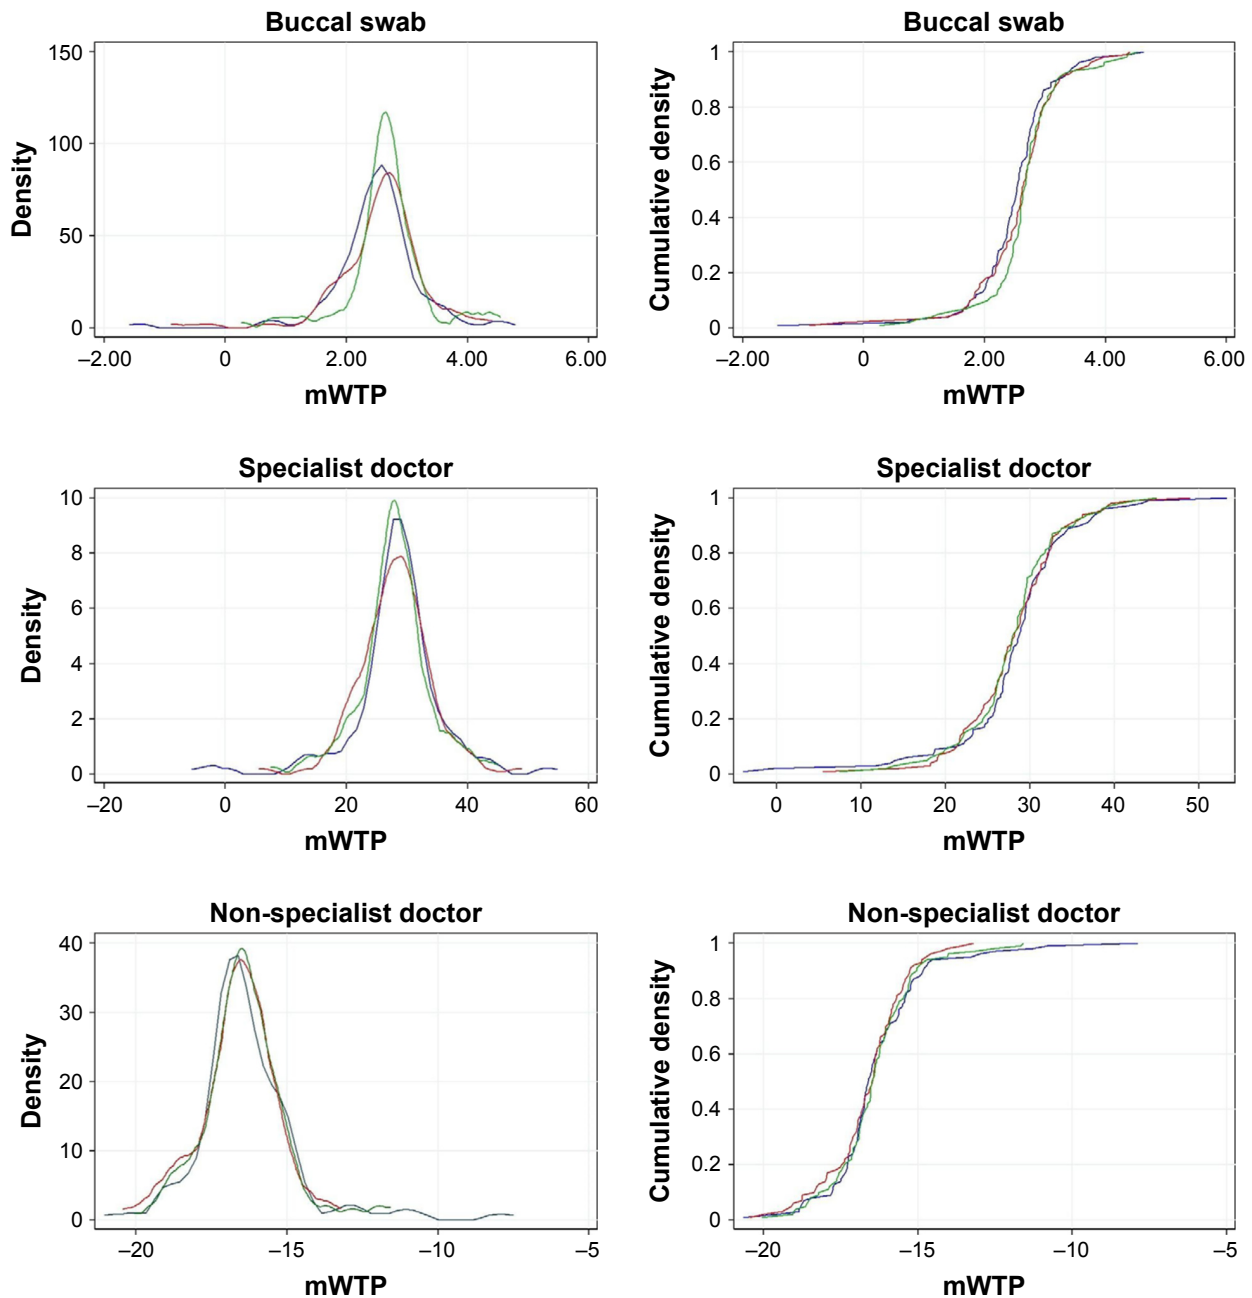 Buccal swab
150
100
50
0
Density
–2.00 0 2.00 4.00 6.00
mWTP
Buccal swab
1
0.8
0.6
0.4
0.2
0
Cumulative density
–2.00 0 2.00 4.00 6.00
mWTP
Specialist doctor
10
8
6
4
2
0
Density
–20 0 20 40 60
mWTP
Specialist doctor
1
0.8
0.6
0.4
0.2
0
Cumulative density
0 10 20 30 40 50
mWTP
Non-specialist doctor
40
30
20
10
0
Density
–20 –15 –10 –5
mWTP
Non-specialist doctor
1
0.8
0.6
0.4
0.2
0
Cumulative density
–20 –15 –10 –5
mWTP